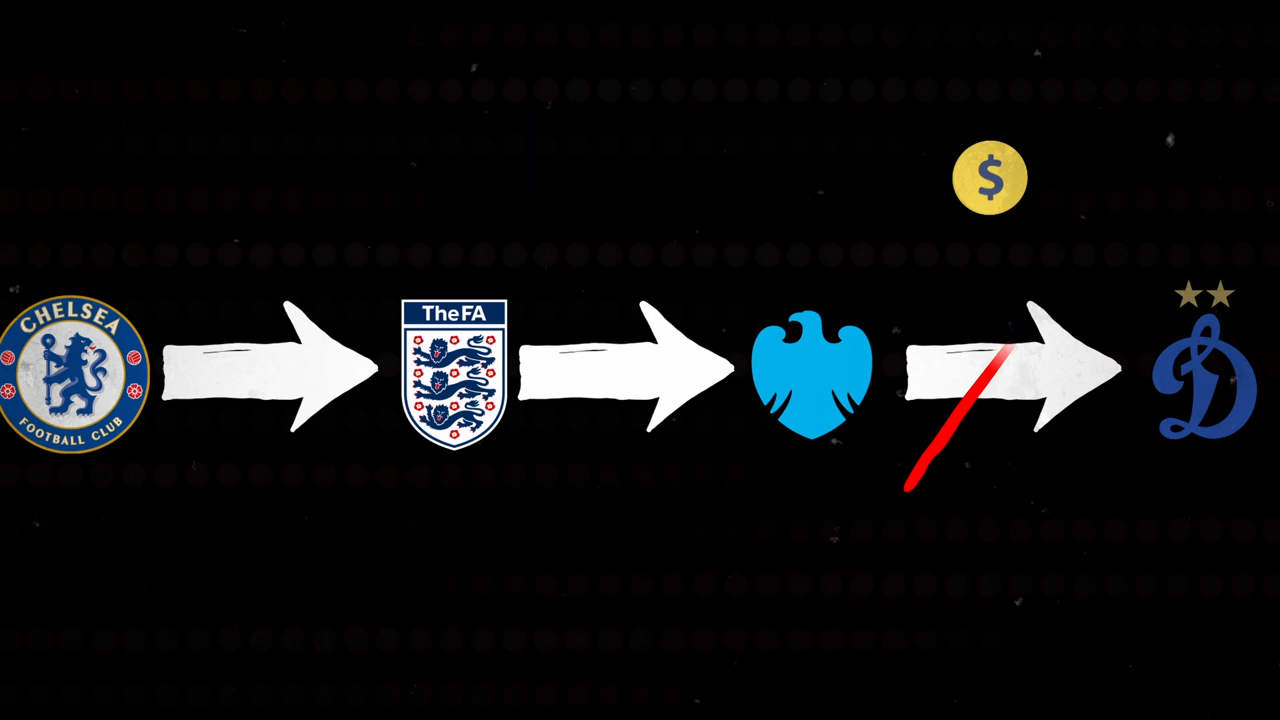 CHELSEA
FOOTBALL CLUB
TheFA
$
Д